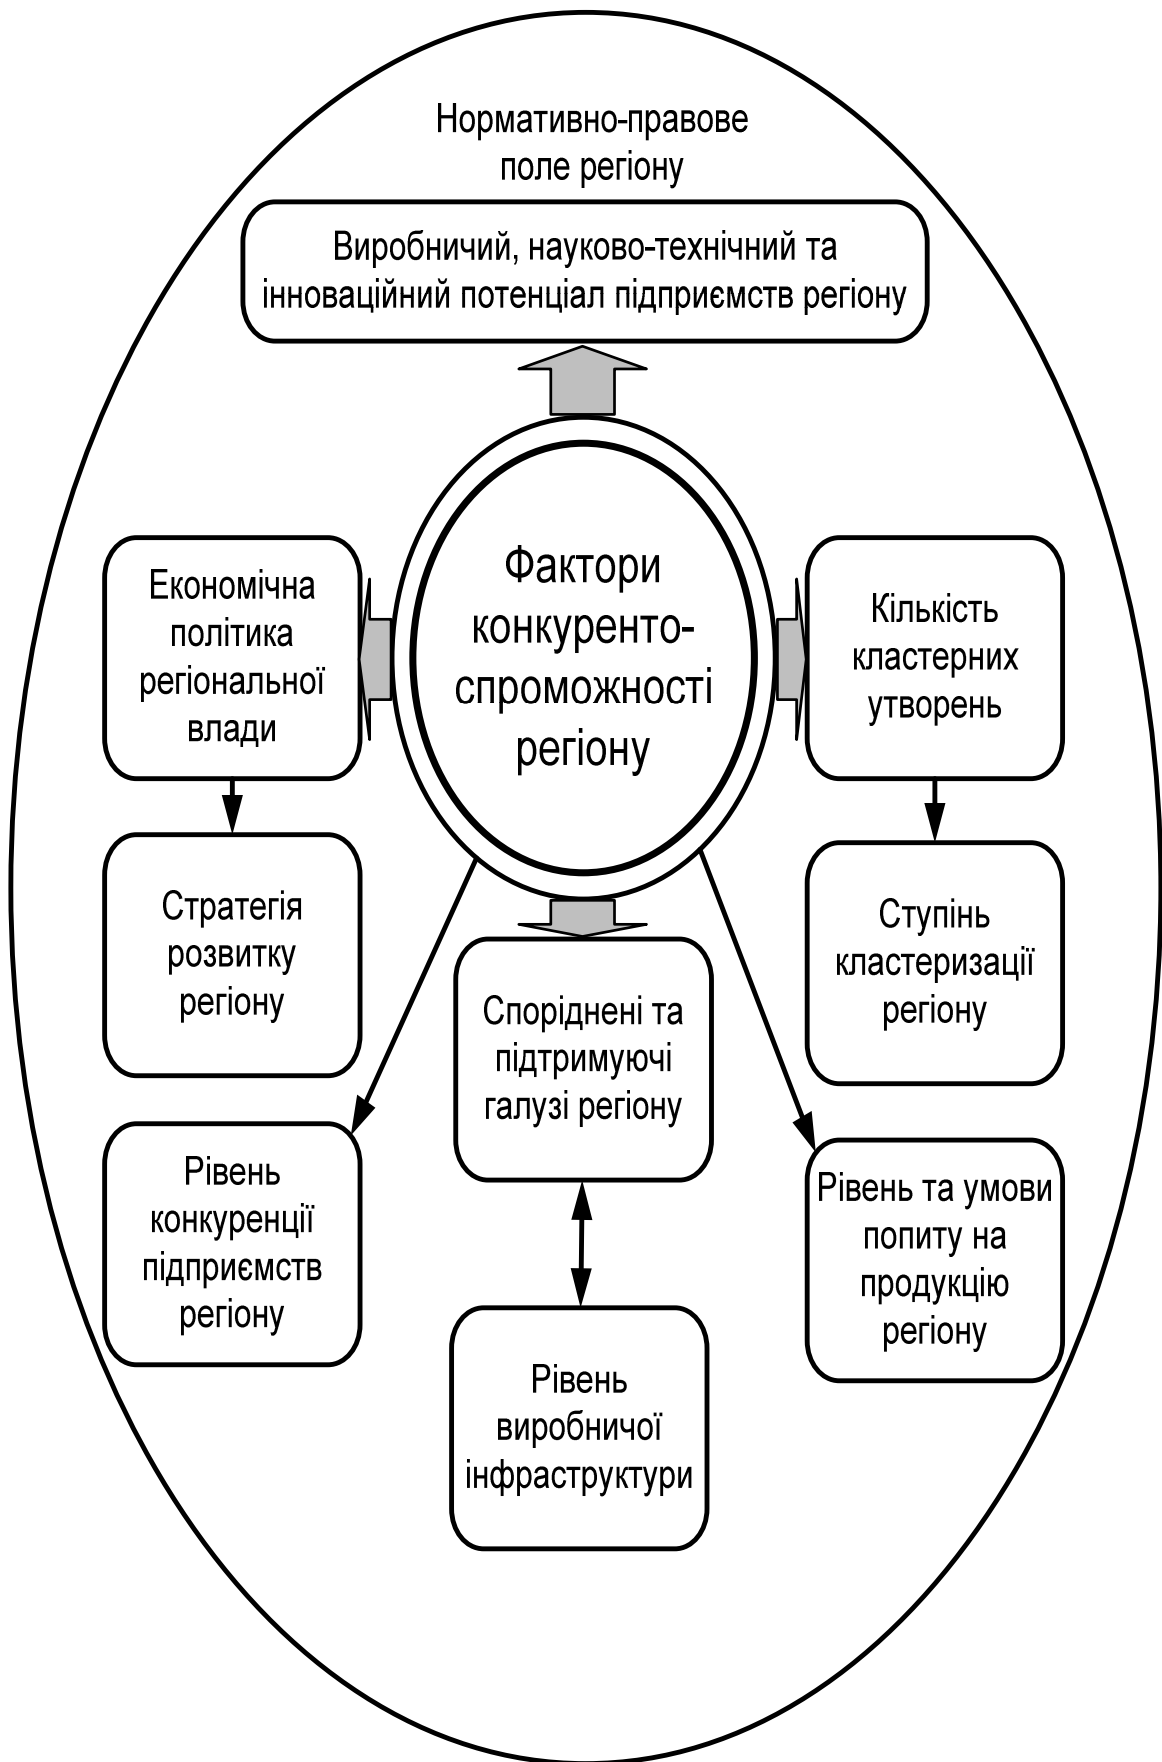 Нормативно-правове
поле регіону
Виробничий, науково-технічний та
інноваційний потенціал підприємств регіону
Фактори
конкуренто-
спроможності
регіону
Економічна
політика
регіональної
влади
Кількість
кластерних
утворень
Стратегія
розвитку
регіону
Ступінь
кластеризації
регіону
Споріднені та
підтримуючі
галузі регіону
Рівень
конкуренції
підприємств
регіону
Рівень та умови
попиту на
продукцію
регіону
Рівень
виробничої
інфраструктури